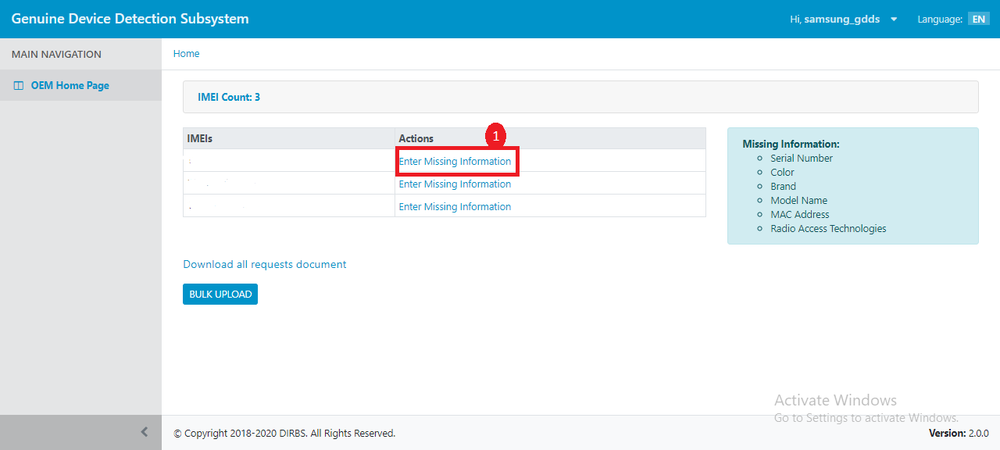 Genuine Device Detection Subsystem
Hi, samsung_gdds
Language: EN
MAIN NAVIGATION
Home
OEM Home Page
IMEI Count: 3
IMEIs
Actions
1
Enter Missing Information
Enter Missing Information
Enter Missing Information
Missing Information:
Serial Number
Color
Brand
Model Name
MAC Address
Radio Access Technologies
Download all requests document
BULK UPLOAD
Activate Windows
Go to Settings to activate Windows.
© Copyright 2018-2020 DIRBS. All Rights Reserved.
Version: 2.0.0